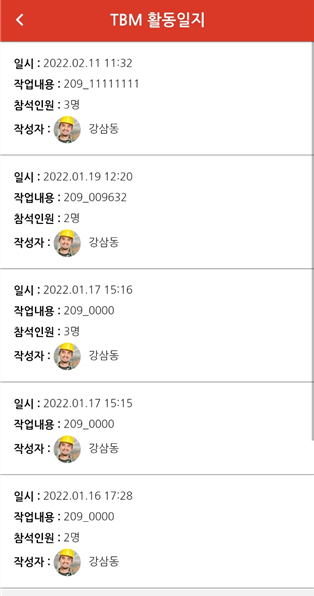 TBM 활동일지
일시 : 2022.02.11 11:32
작업내용 : 209_11111111
참석인원 : 3명
작성자 : 강삼동
일시 : 2022.01.19 12:20
작업내용 : 209_009632
참석인원 : 2명
작성자 : 강삼동
일시 : 2022.01.17 15:16
작업내용 : 209_0000
참석인원 : 3명
작성자 : 강삼동
일시 : 2022.01.17 15:15
작업내용 : 209_0000
작성자 : 강삼동
일시 : 2022.01.16 17:28
작업내용 : 209_0000
참석인원 : 2명
작성자 : 강삼동